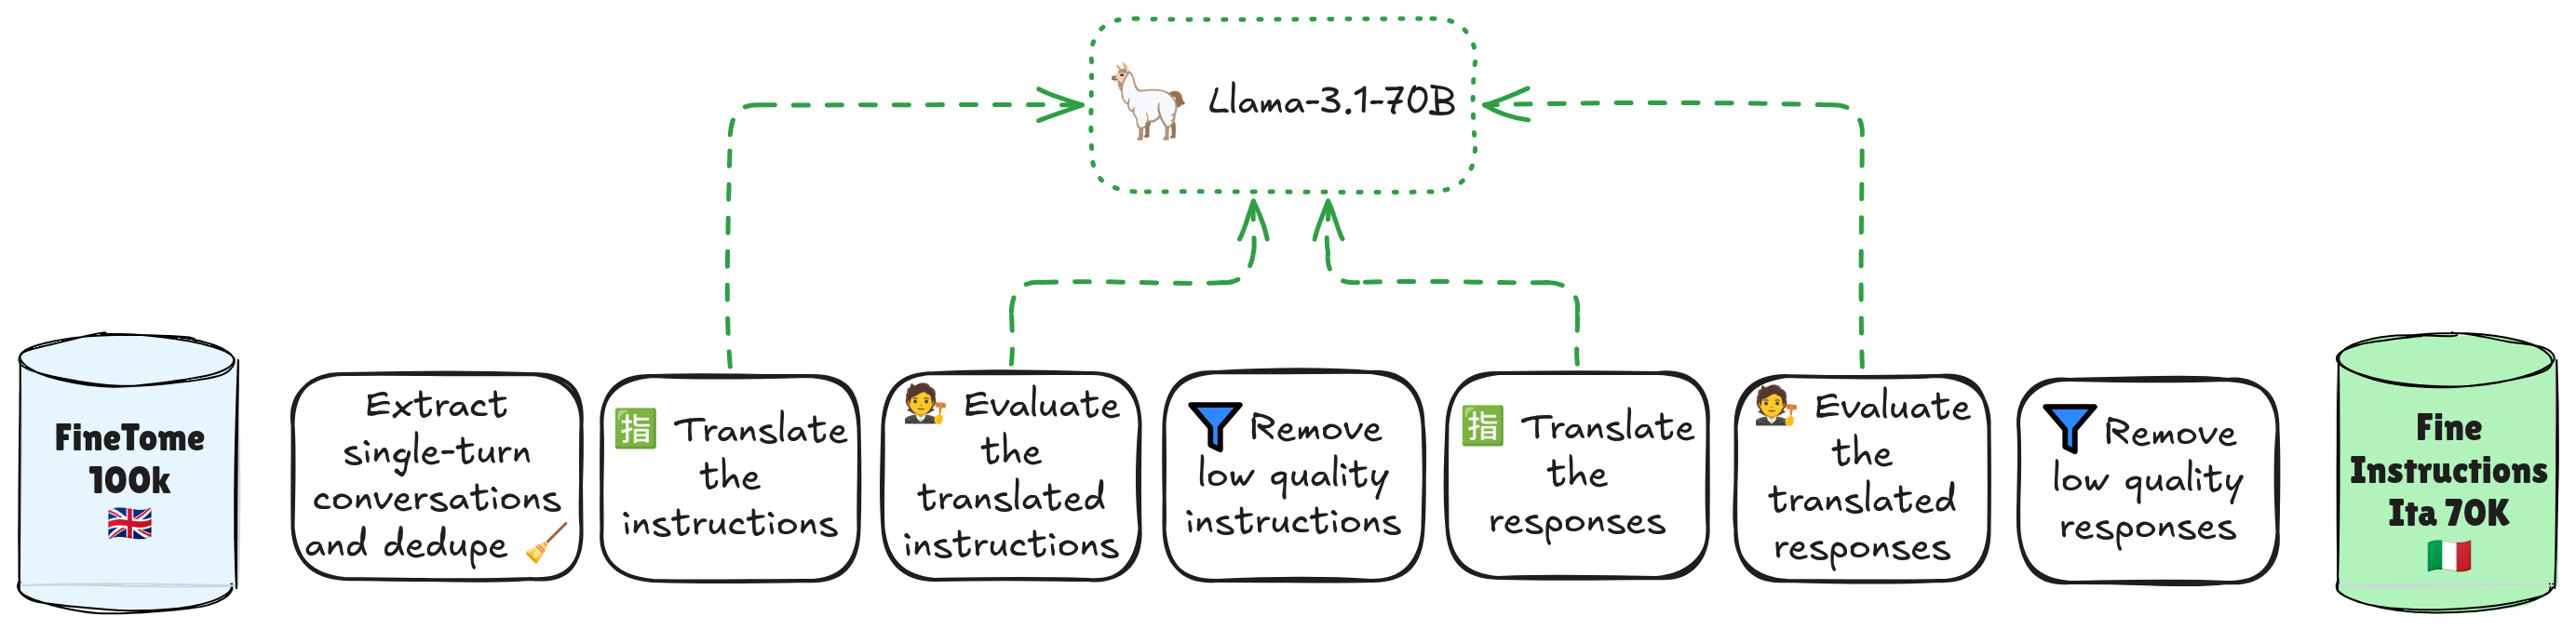 Llama-3.1-70B
FineTome
100k
Extract
single-turn
conversations
and dedupe
指 Translate
the
instructions
Evaluate
the
translated
instructions
Remove
low quality
instructions
指 Translate
the
responses
Evaluate
the
translated
responses
Remove
low quality
responses
Fine
Instructions
Ita 70K